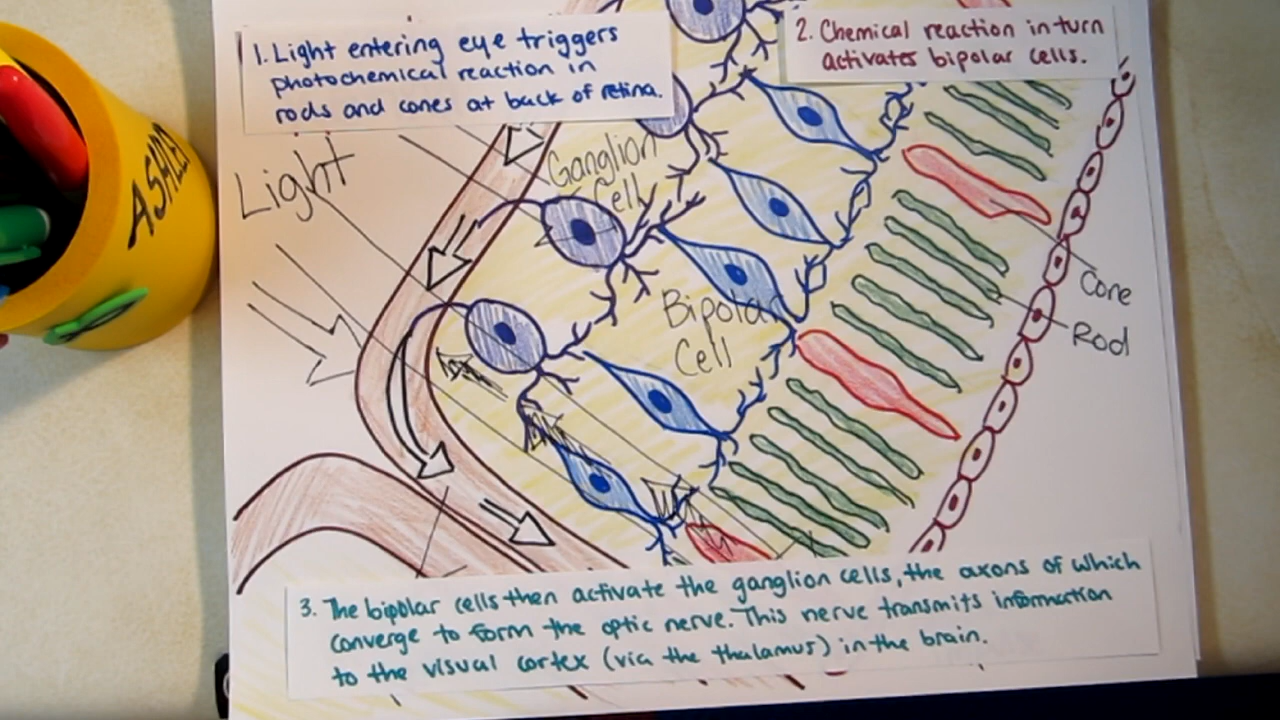 1. Light entering eye triggers
photochemical reaction in
rods and cones at back of retina.
2. Chemical reaction in turn
activates bipolar cells.
ASHLEY
Light
Ganglion
Cell
Bipolar
Cell
Cone
Rod
3. The bipolar cells then activate the ganglion cells, the axons of which
converge to form the optic nerve. This nerve transmits information
to the visual cortex (via the thalamus) in the brain.